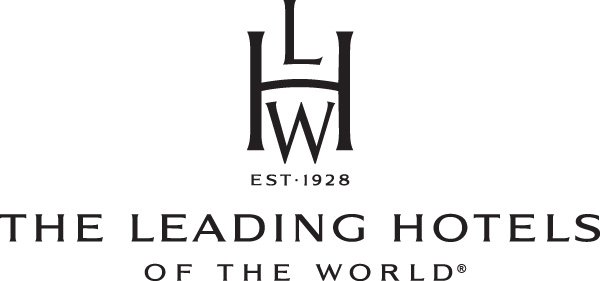 LHW
EST·1928
THE LEADING HOTELS
OF THE WORLD®